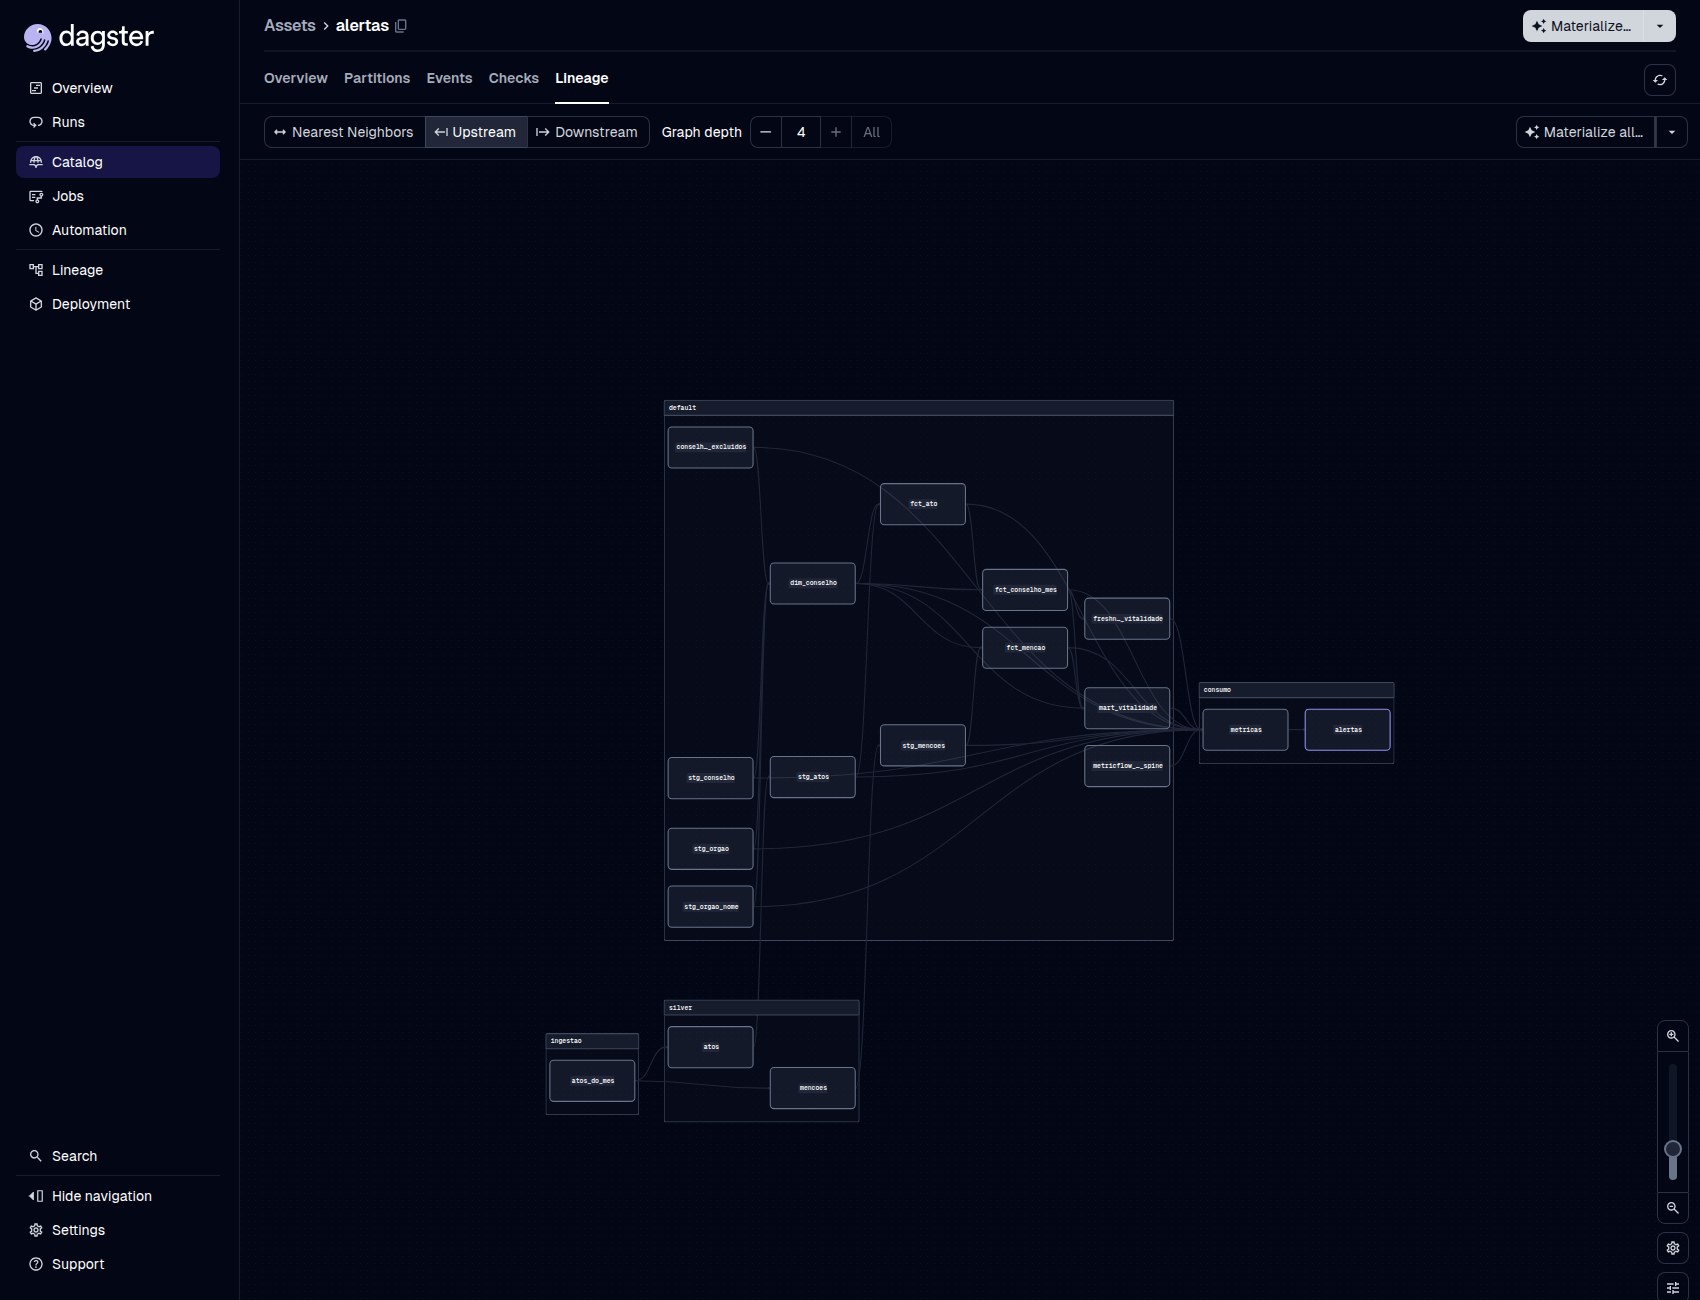 dagster
Overview
Runs
Catalog
Jobs
Automation
Lineage
Deployment
Search
Hide navigation
Settings
Support
Assets › alertas
Materialize...
Overview Partitions Events Checks Lineage
Nearest Neighbors Upstream Downstream Graph depth 4 All
Materialize all...
default
conselh…_excluidos
fct_ato
dim_conselho
fct_conselho_mes
freshn…_vitalidade
fct_mencao
mart_vitalidade
stg_mencoes
metricflow_…_spine
stg_conselho
stg_atos
stg_orgao
stg_orgao_nome
consumo
metricas
alertas
silver
atos
mencoes
ingestao
atos_do_mes